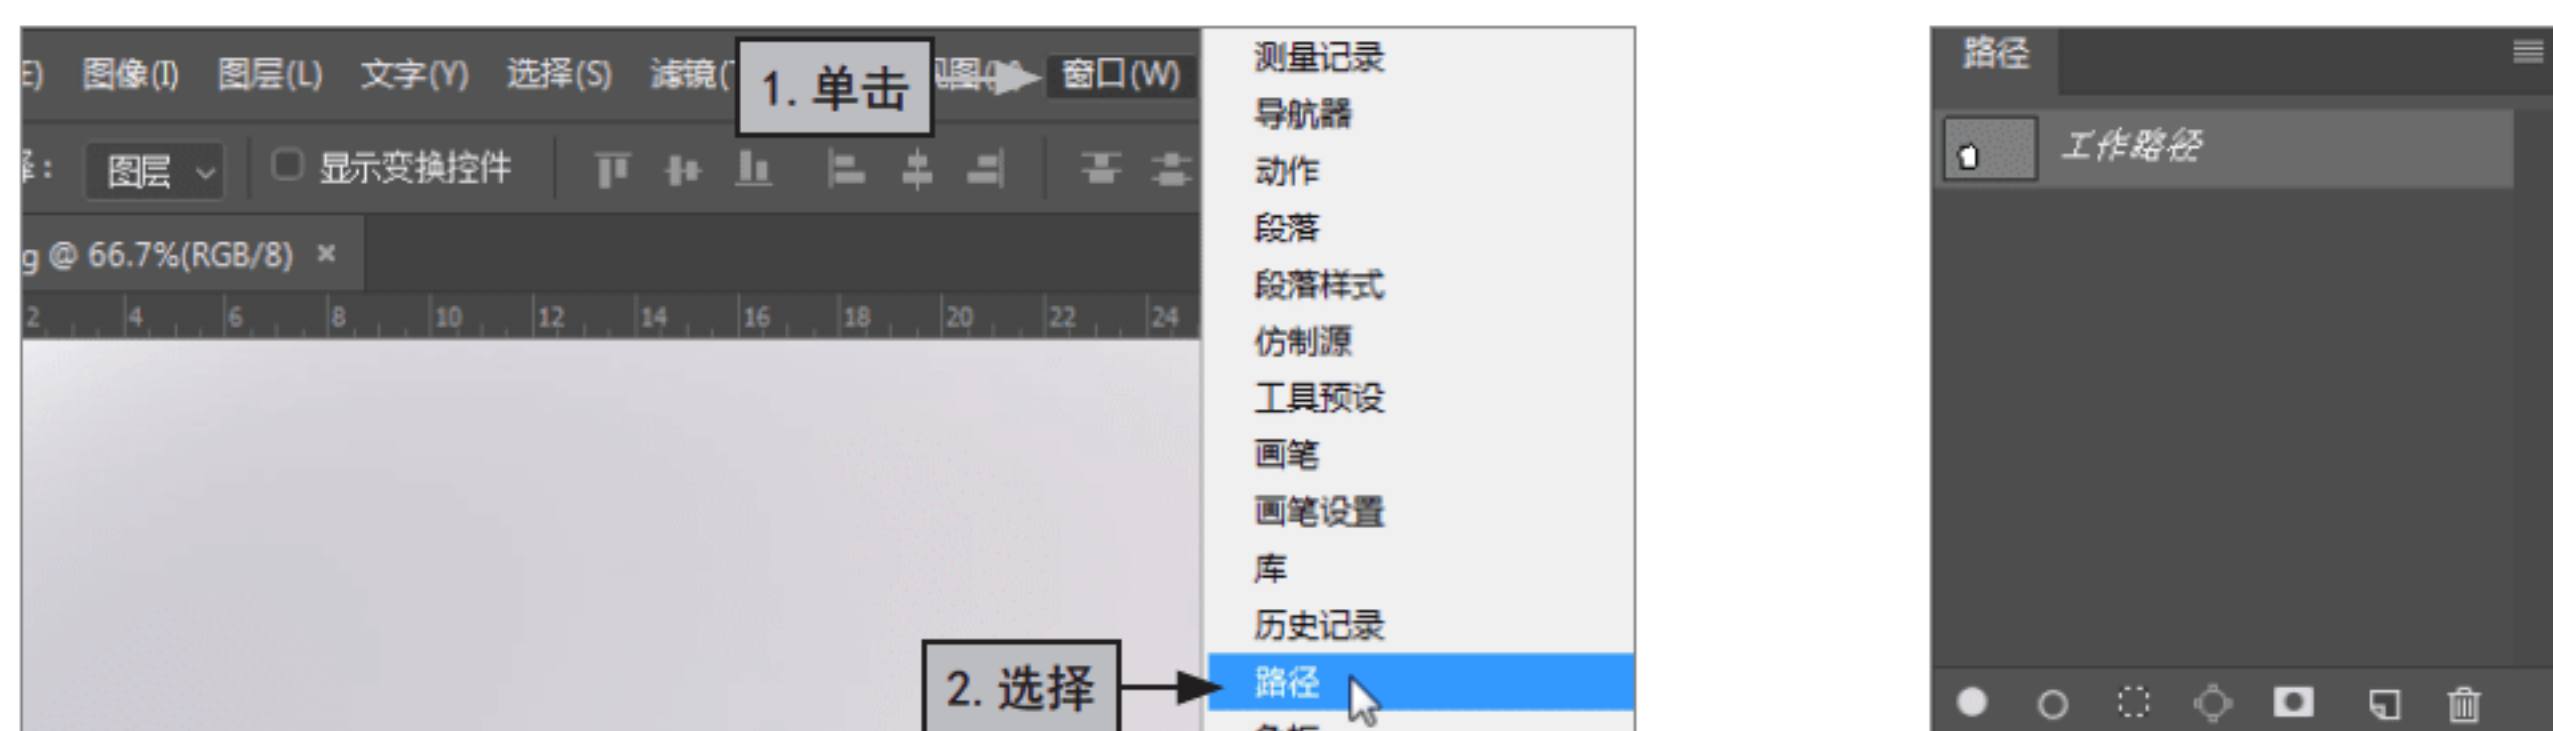 图像(I) 图层(L) 文字(Y) 选择(S) 滤镜( 窗口(W)
1. 单击
图层 显示变换控件
g @ 66.7%(RGB/8) ×
2 4 6 8 10 12 14 16 18 20 22 24
测量记录
导航器
动作
段落
段落样式
仿制源
工具预设
画笔
画笔设置
库
历史记录
路径
2. 选择
路径
工作路径